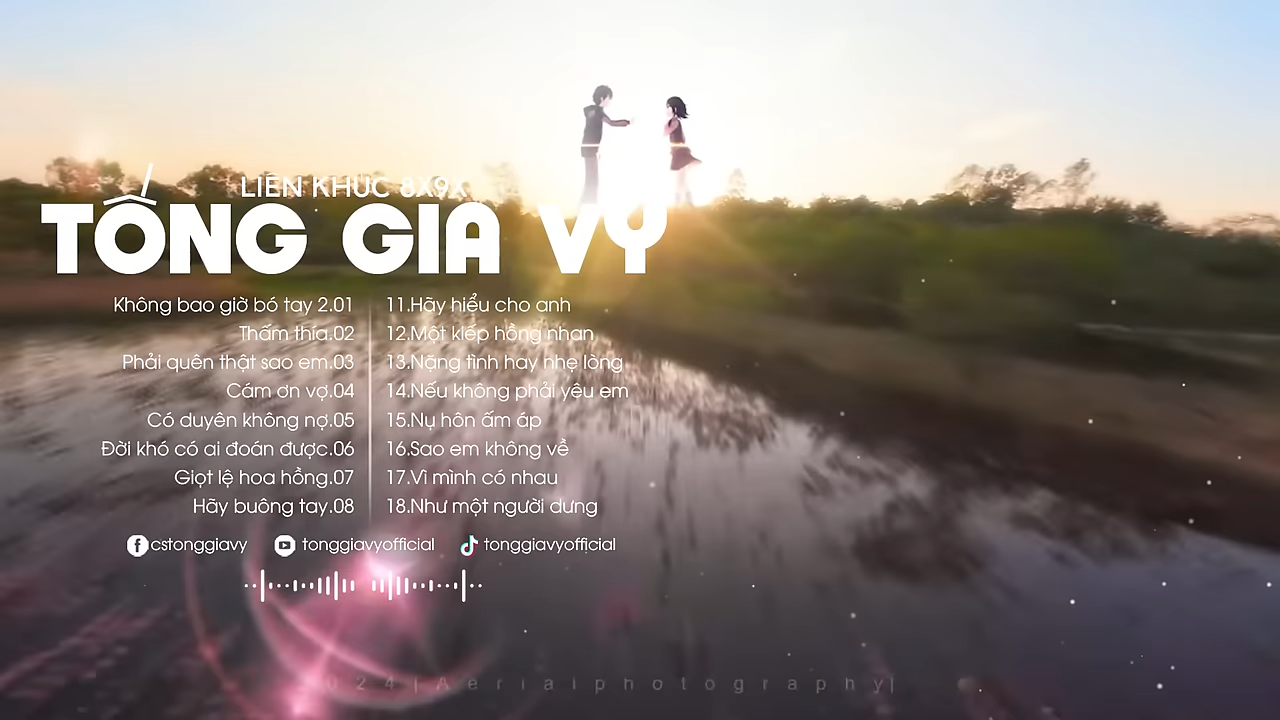 LIÊN KHÚC 8X9X
TỐNG GIA VỸ
Không bao giờ bó tay 2.01
Thấm thía.02
Phải quên thật sao em.03
Cám ơn vợ.04
Có duyên không nợ.05
Đời khó có ai đoán được.06
Giọt lệ hoa hồng.07
Hãy buông tay.08
11.Hãy hiểu cho anh
12.Một kiếp hồng nhan
13.Nặng tình hay nhẹ lòng
14.Nếu không phải yêu em
15.Nụ hôn ấm áp
16.Sao em không về
17.Vì mình có nhau
18.Như một người dưng
cstonggiavy tonggiavyofficial tonggiavyofficial
2024|Aerialphotography|